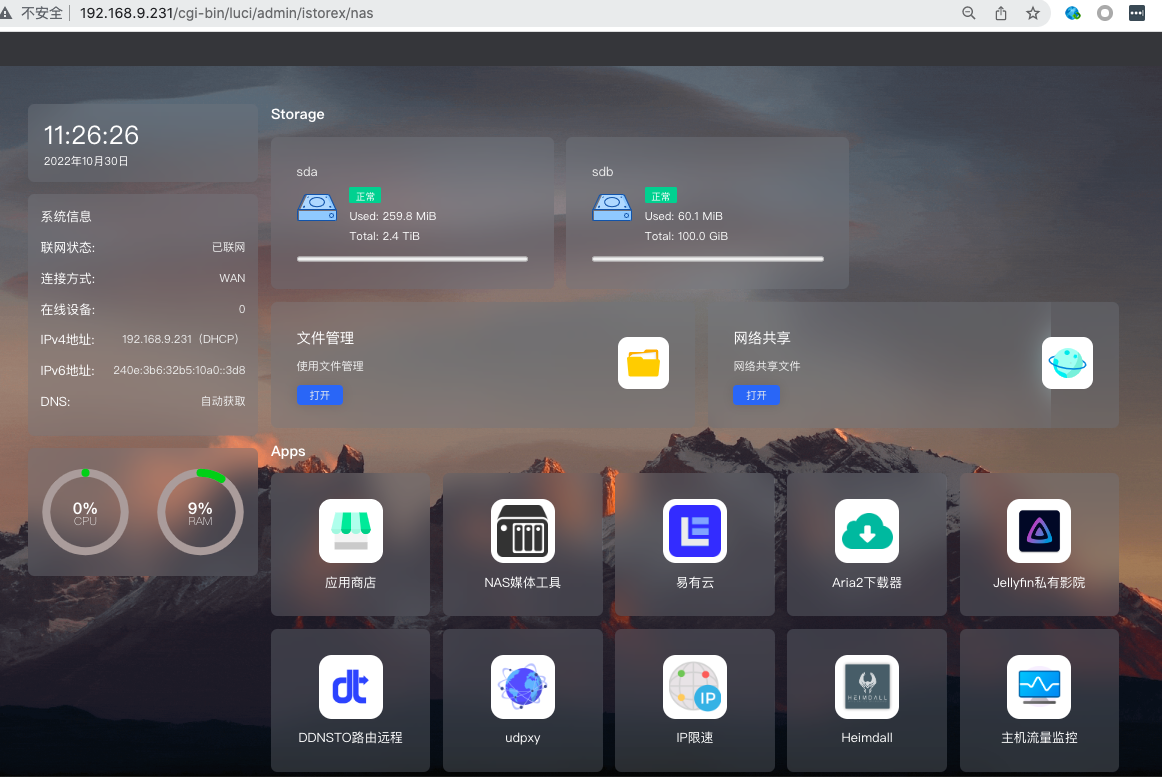 不安全 192.168.9.231/cgi-bin/luci/admin/istorex/nas
11:26:26
2022年10月30日
系统信息
联网状态: 已联网
连接方式: WAN
在线设备: 0
IPv4地址: 192.168.9.231（DHCP）
IPv6地址: 240e:3b6:32b5:10a0::3d8
DNS: 自动获取
0%
CPU
9%
RAM
Storage
sda
正常
Used: 259.8 MiB
Total: 2.4 TiB
sdb
正常
Used: 60.1 MiB
Total: 100.0 GiB
文件管理
使用文件管理
打开
网络共享
网络共享文件
打开
Apps
应用商店
NAS媒体工具
易有云
Aria2下载器
Jellyfin私有影院
DDNSTO路由远程
udpxy
IP
IP限速
HEIMDALL
Heimdall
主机流量监控